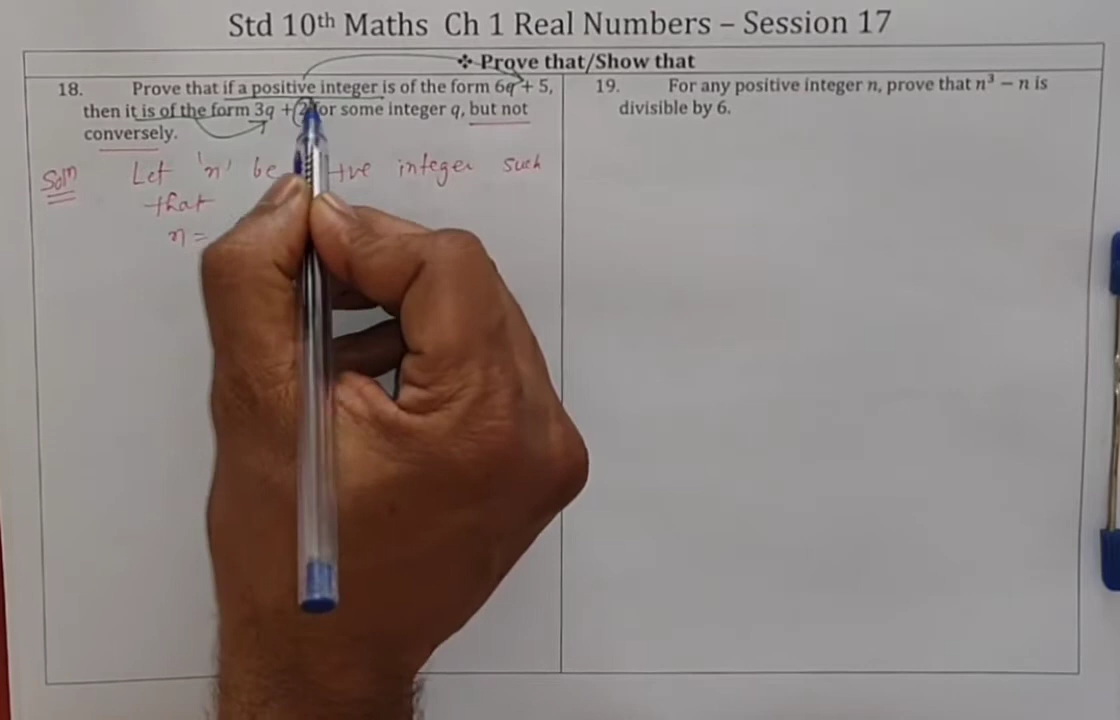 Std 10th Maths Ch 1 Real Numbers – Session 17
❖ Prove that/Show that
18. Prove that if a positive integer is of the form 6q + 5,
then it is of the form 3q + 2 for some integer q, but not
conversely.
Soln Let 'n' be +ve integer such
that
n =
19. For any positive integer n, prove that n³ − n is
divisible by 6.